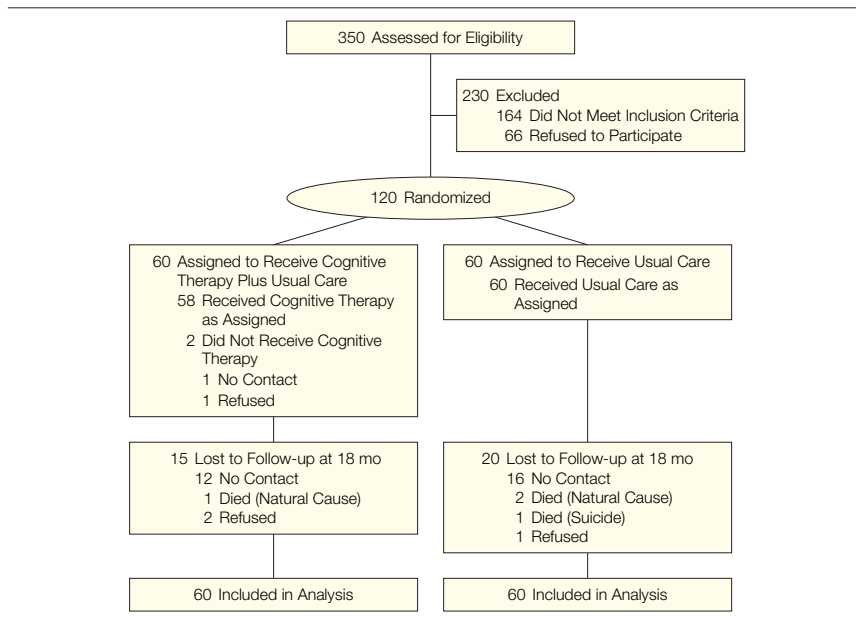 350 Assessed for Eligibility
230 Excluded
164 Did Not Meet Inclusion Criteria
66 Refused to Participate
120 Randomized
60 Assigned to Receive Cognitive
Therapy Plus Usual Care
58 Received Cognitive Therapy
as Assigned
2 Did Not Receive Cognitive
Therapy
1 No Contact
1 Refused
60 Assigned to Receive Usual Care
60 Received Usual Care as
Assigned
15 Lost to Follow-up at 18 mo
12 No Contact
1 Died (Natural Cause)
2 Refused
20 Lost to Follow-up at 18 mo
16 No Contact
2 Died (Natural Cause)
1 Died (Suicide)
1 Refused
60 Included in Analysis
60 Included in Analysis